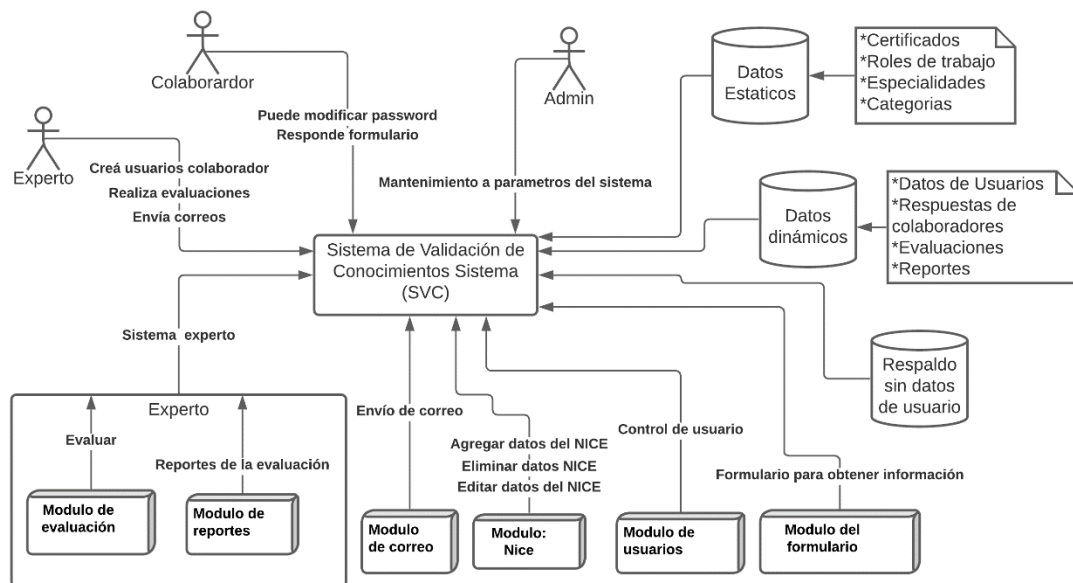 Colaborardor
Experto
Admin
Puede modificar password
Responde formulario
Creá usuarios colaborador
Realiza evaluaciones
Envía correos
Mantenimiento a parametros del sistema
Datos
Estaticos
*Certificados
*Roles de trabajo
*Especialidades
*Categorias
Datos
dinámicos
*Datos de Usuarios
*Respuestas de
colaboradores
*Evaluaciones
*Reportes
Sistema de Validación de
Conocimientos Sistema
(SVC)
Respaldo
sin datos
de usuario
Sistema experto
Experto
Evaluar
Reportes de la evaluación
Modulo de
evaluación
Modulo de
reportes
Envío de correo
Agregar datos del NICE
Eliminar datos NICE
Editar datos del NICE
Control de usuario
Formulario para obtener información
Modulo
de correo
Modulo:
Nice
Modulo de
usuarios
Modulo del
formulario